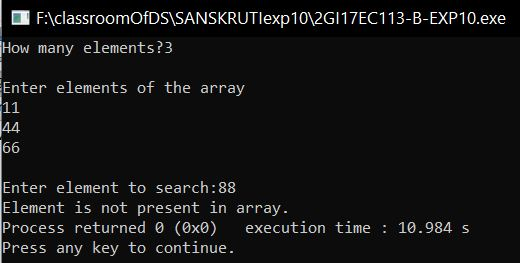 F:\classroomOfDS\SANSKRUTIexp10\2GI17EC113-B-EXP10.exe
How many elements?3
Enter elements of the array
11
44
66
Enter element to search:88
Element is not present in array.
Process returned 0 (0x0)   execution time : 10.984 s
Press any key to continue.